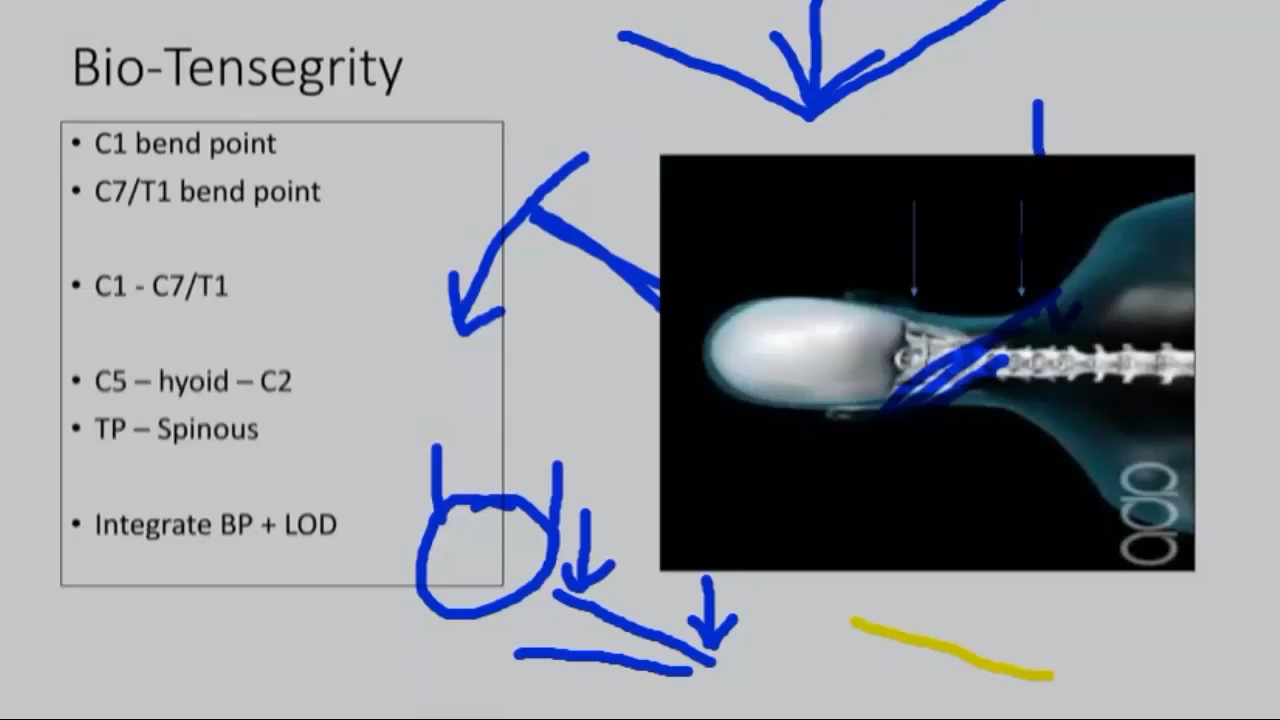 Bio-Tensegrity
• C1 bend point
• C7/T1 bend point
• C1 - C7/T1
• C5 – hyoid – C2
• TP – Spinous
• Integrate BP + LOD